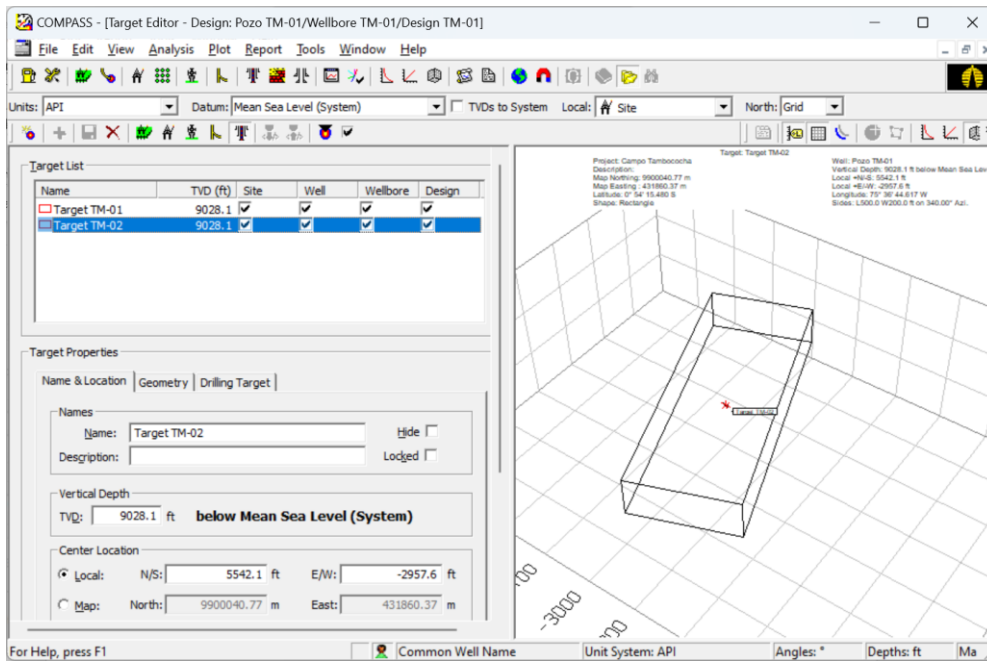 COMPASS - [Target Editor - Design: Pozo TM-01/Wellbore TM-01/Design TM-01]
File Edit View Analysis Plot Report Tools Window Help
Units: API Datum: Mean Sea Level (System) TVDs to System Local: Site North: Grid
Target List
Name TVD (ft) Site Well Wellbore Design
Target TM-01 9028.1
Target TM-02 9028.1
Target Properties
Name & Location Geometry Drilling Target
Names
Name: Target TM-02 Hide
Description: Locked
Vertical Depth
TVD: 9028.1 ft below Mean Sea Level (System)
Center Location
Local: N/S: 5542.1 ft E/W: -2957.6 ft
Map: North: 9900040.77 m East: 431860.37 m
Target: Target TM-02
Project: Campo Tambococha
Description:
Map Northing: 9900040.77 m
Map Easting : 431860.37 m
Latitude: 0° 54' 15.480 S
Shape: Rectangle
Well: Pozo TM-01
Vertical Depth: 9028.1 ft below Mean Sea Lev
Local +N/-S: 5542.1 ft
Local +E/-W: -2957.6 ft
Longitude: 75° 36' 44.617 W
Sides: L500.0 W200.0 ft on 340.00° Azi.
Target TM-02
-3000
For Help, press F1 Common Well Name Unit System: API Angles: ° Depths: ft Ma